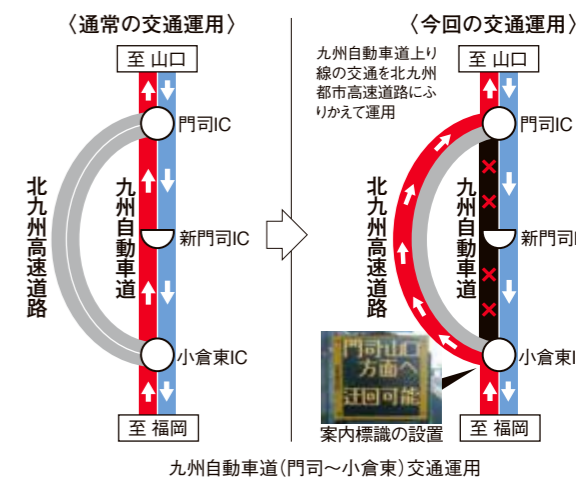 〈通常の交通運用〉
至 山口
門司IC
北九州高速道路
九州自動車道
新門司IC
小倉東IC
至 福岡
〈今回の交通運用〉
九州自動車道上り
線の交通を北九州
都市高速道路にふ
りかえて運用
至 山口
門司IC
北九州高速道路
九州自動車道
新門司I
小倉東I
門司山口
方面へ
迂回可能
案内標識の設置
至 福岡
九州自動車道(門司〜小倉東)交通運用